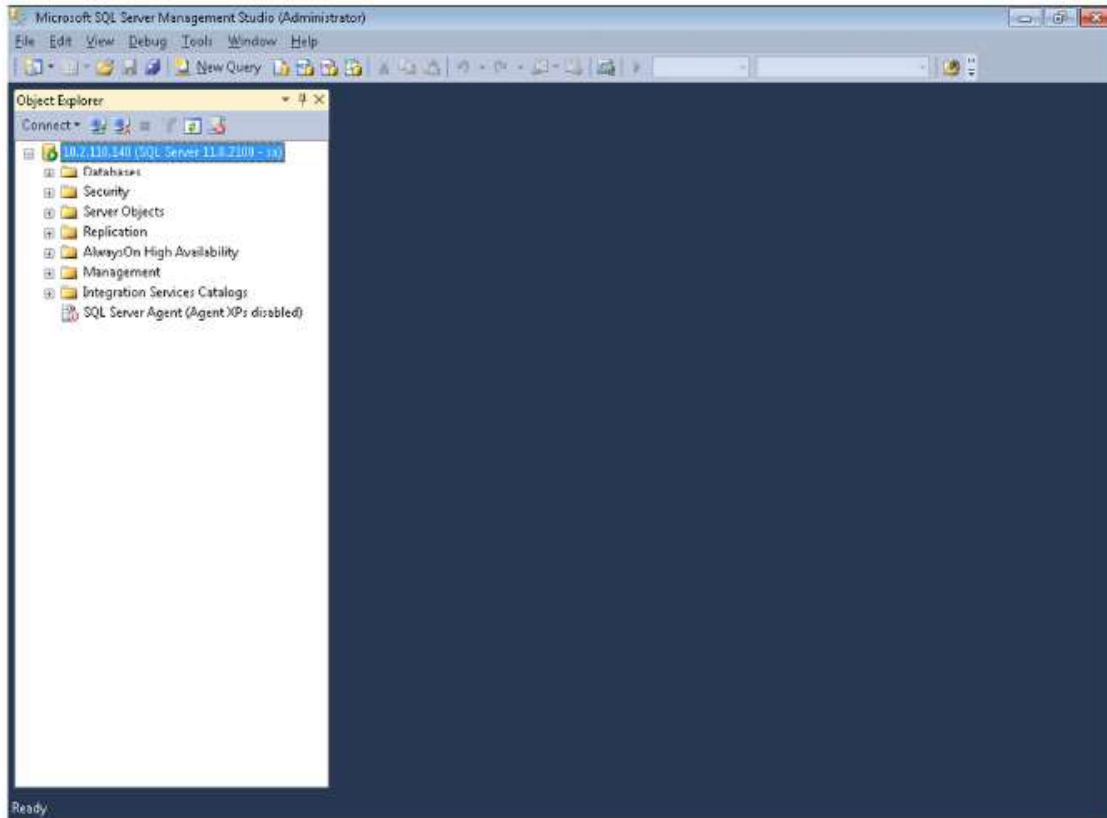 Microsoft SQL Server Management Studio (Administrator)
File Edit View Debug Tools Window Help
New Query
Object Explorer
Connect
10.2.110.140 (SQL Server 11.0.2100 - sa)
Databases
Security
Server Objects
Replication
AlwaysOn High Availability
Management
Integration Services Catalogs
SQL Server Agent (Agent XPs disabled)
Ready